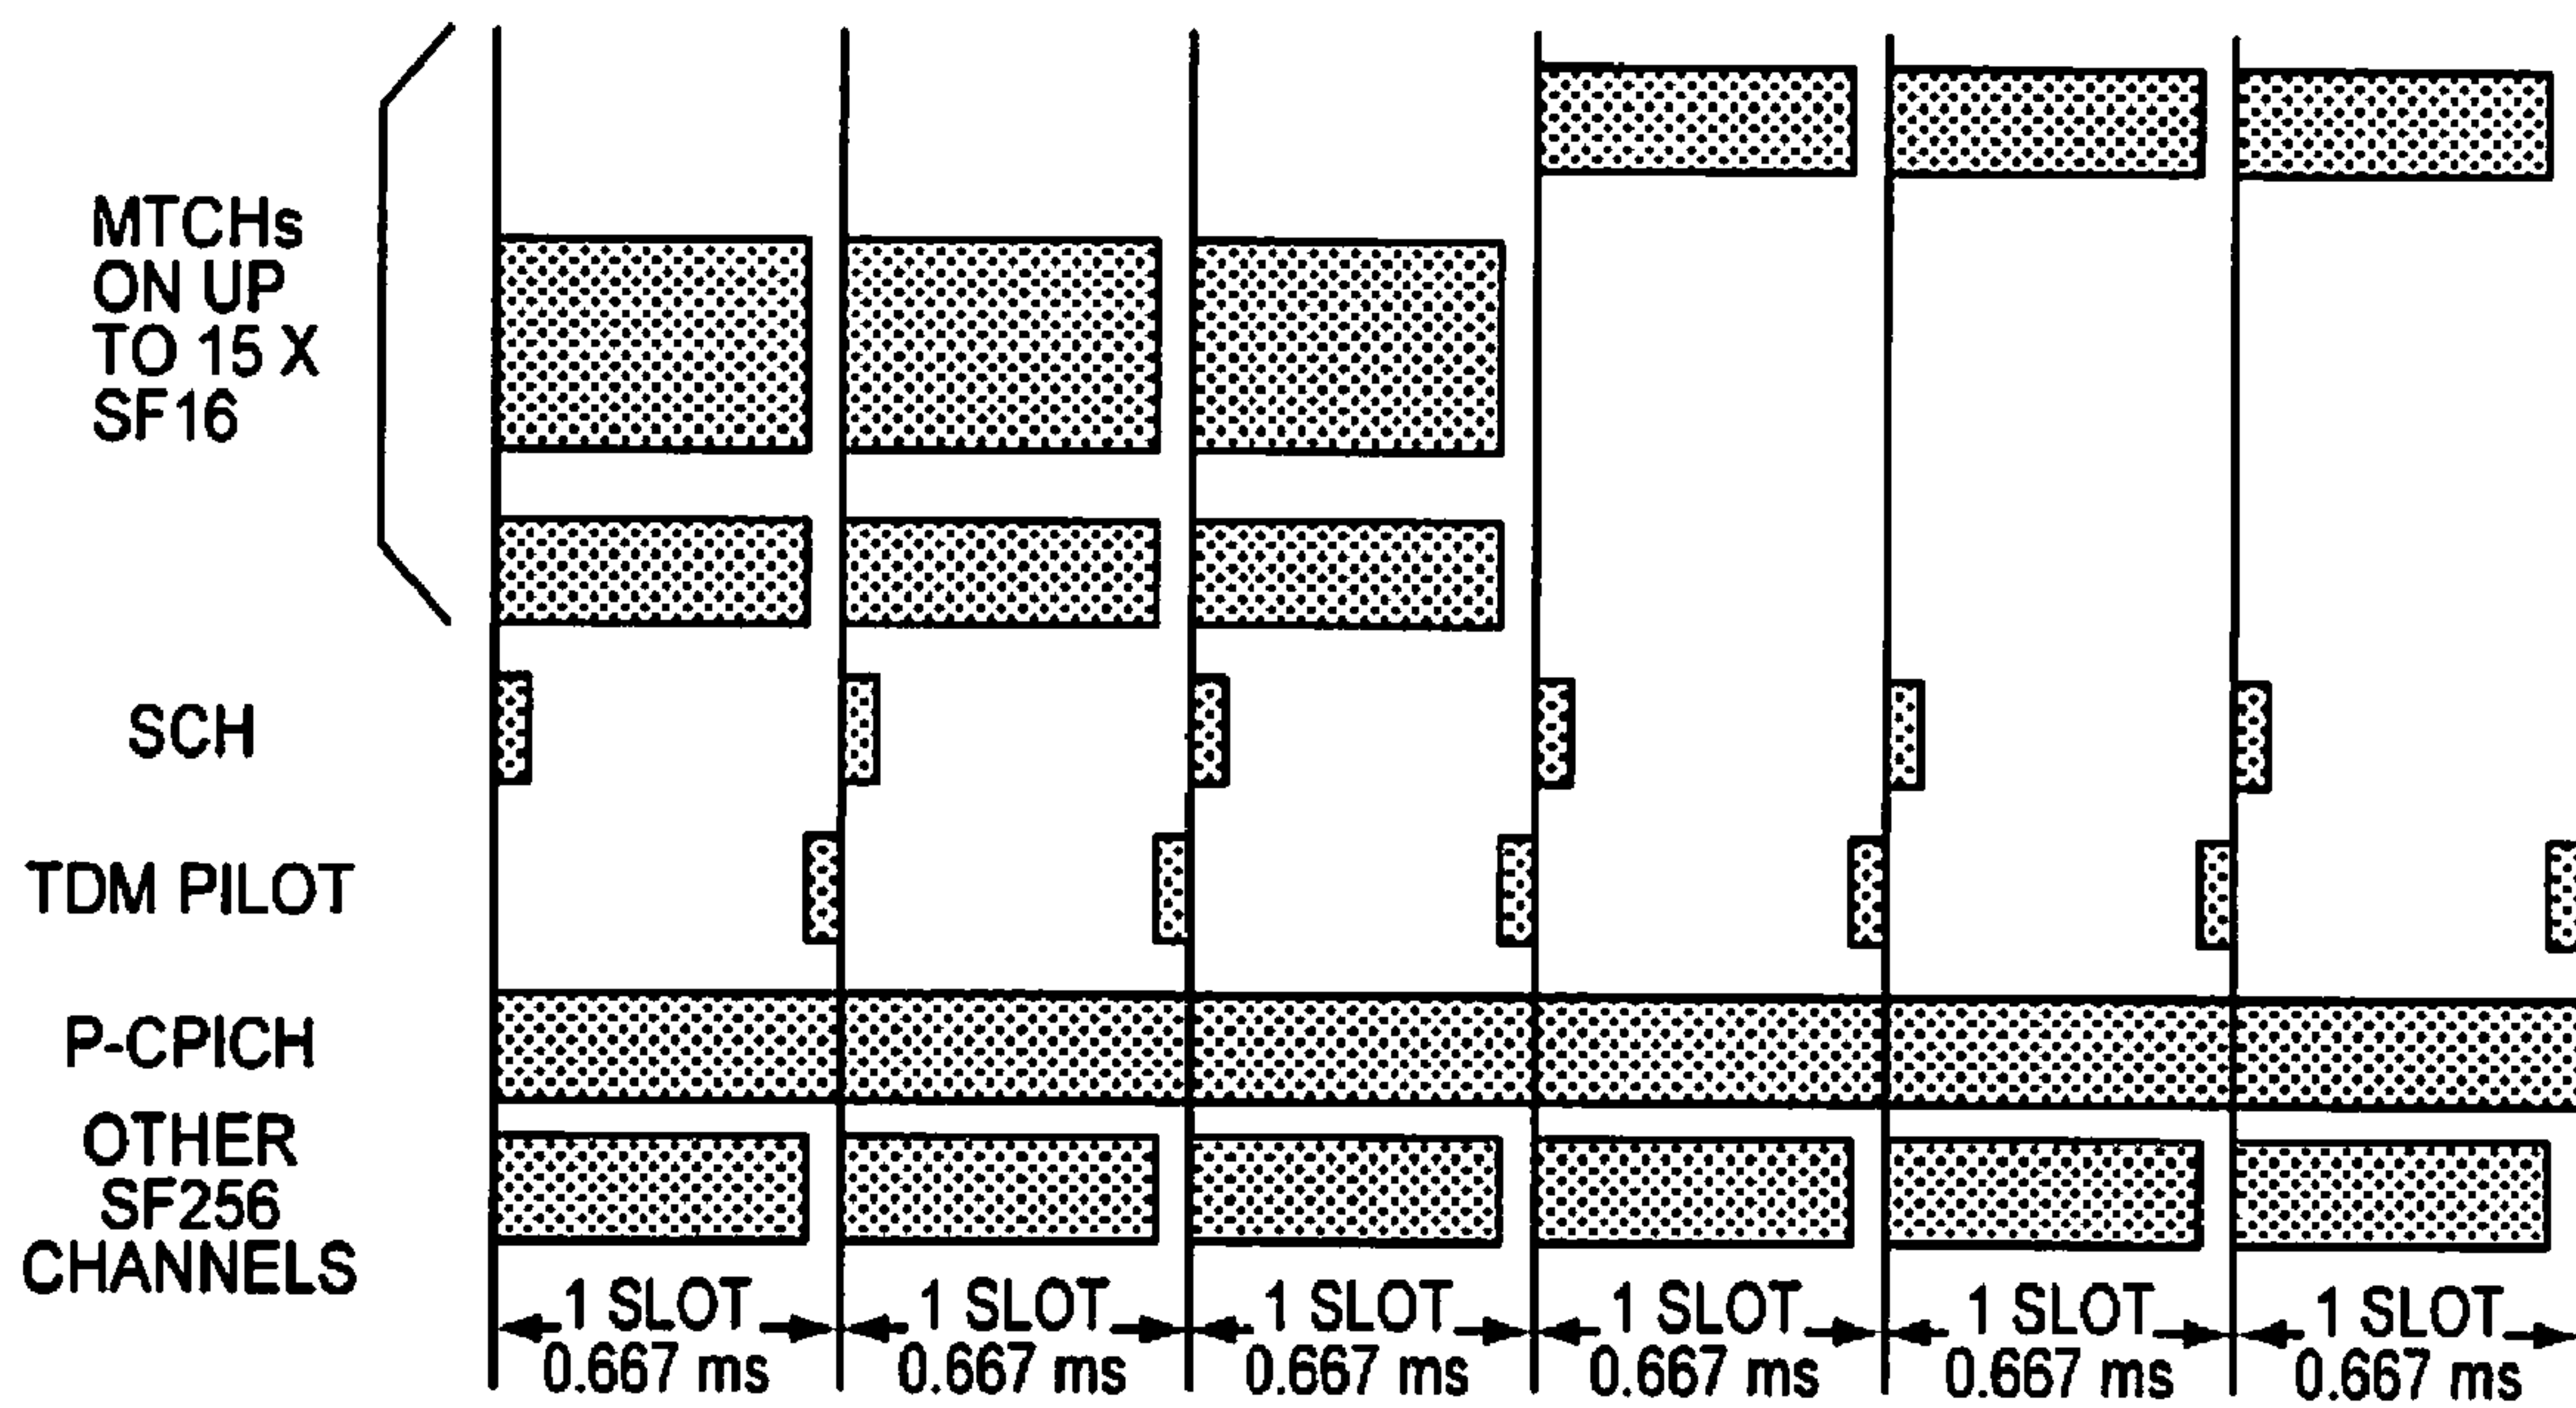 MTCHs
ON UP
TO 15 X
SF16
SCH
TDM PILOT
P-CPICH
OTHER
SF256
CHANNELS
1 SLOT 1 SLOT 1 SLOT 1 SLOT 1 SLOT 1 SLOT
0.667 ms 0.667 ms 0.667 ms 0.667 ms 0.667 ms 0.667 ms